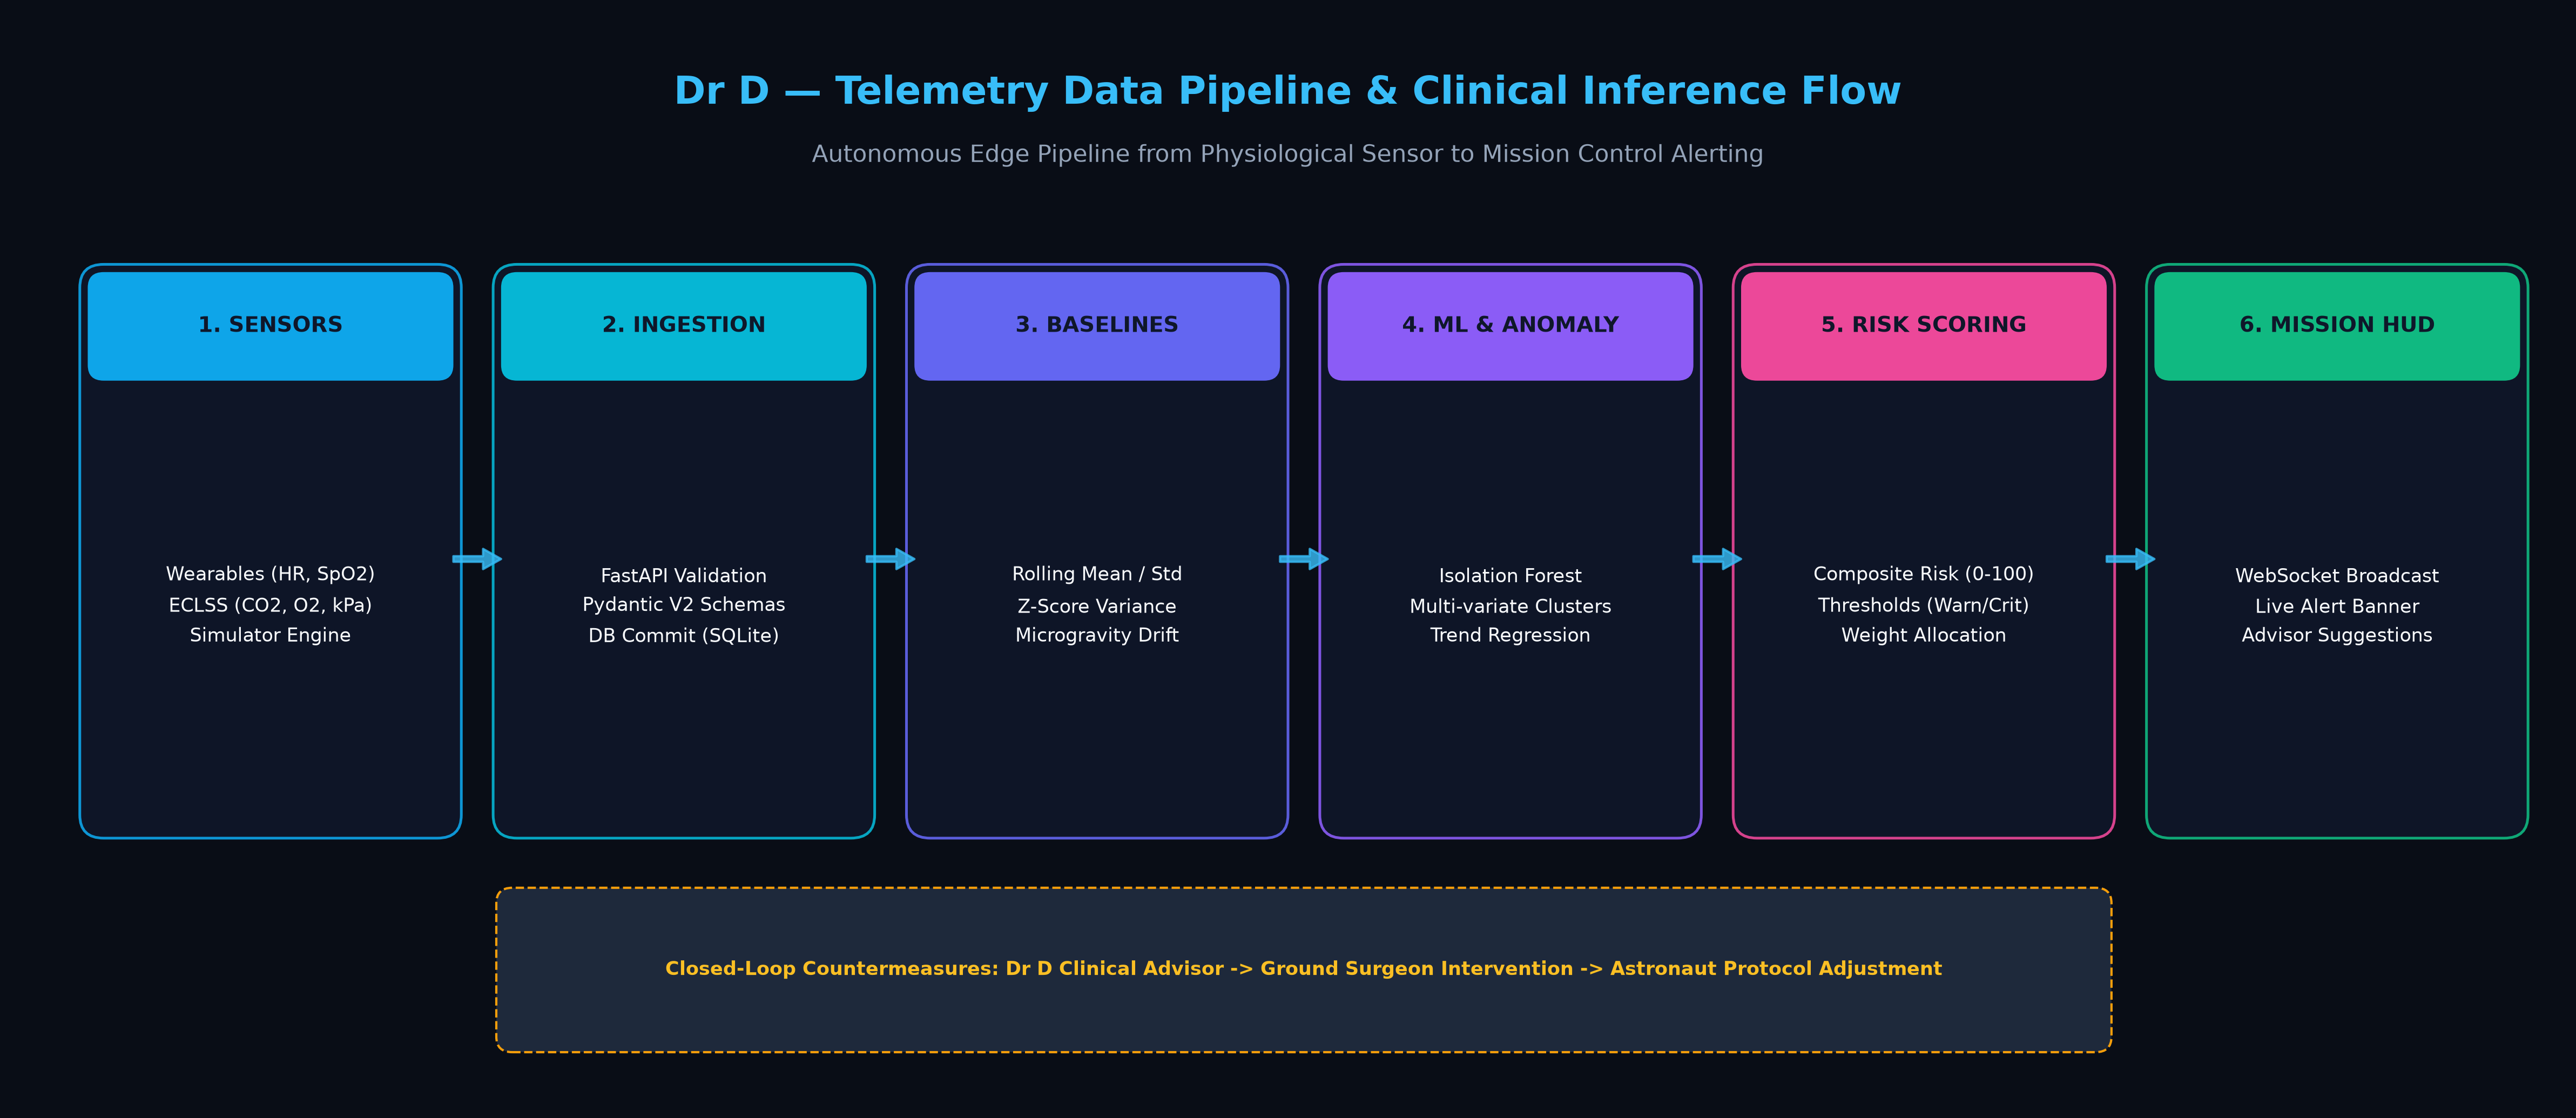 Dr D — Telemetry Data Pipeline & Clinical Inference Flow
Autonomous Edge Pipeline from Physiological Sensor to Mission Control Alerting
1. SENSORS
Wearables (HR, SpO2)
ECLSS (CO2, O2, kPa)
Simulator Engine
2. INGESTION
FastAPI Validation
Pydantic V2 Schemas
DB Commit (SQLite)
3. BASELINES
Rolling Mean / Std
Z-Score Variance
Microgravity Drift
4. ML & ANOMALY
Isolation Forest
Multi-variate Clusters
Trend Regression
5. RISK SCORING
Composite Risk (0-100)
Thresholds (Warn/Crit)
Weight Allocation
6. MISSION HUD
WebSocket Broadcast
Live Alert Banner
Advisor Suggestions
Closed-Loop Countermeasures: Dr D Clinical Advisor -> Ground Surgeon Intervention -> Astronaut Protocol Adjustment